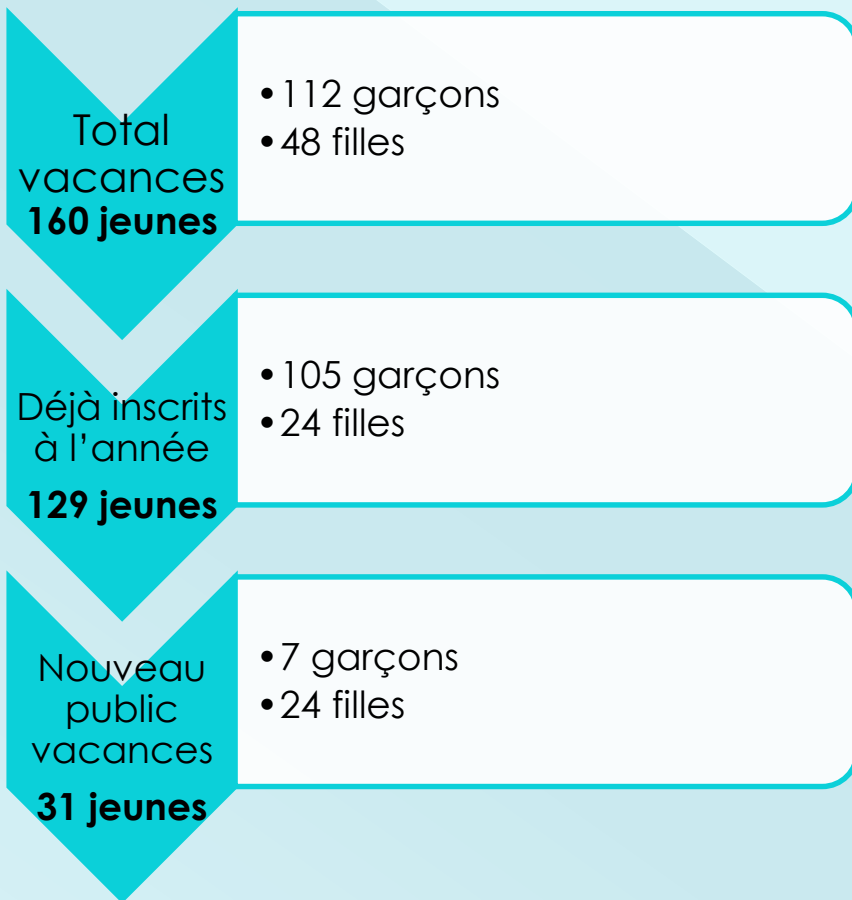 Total
vacances
160 jeunes
• 112 garçons
• 48 filles
Déjà inscrits
à l'année
129 jeunes
• 105 garçons
• 24 filles
Nouveau
public
vacances
31 jeunes
• 7 garçons
• 24 filles